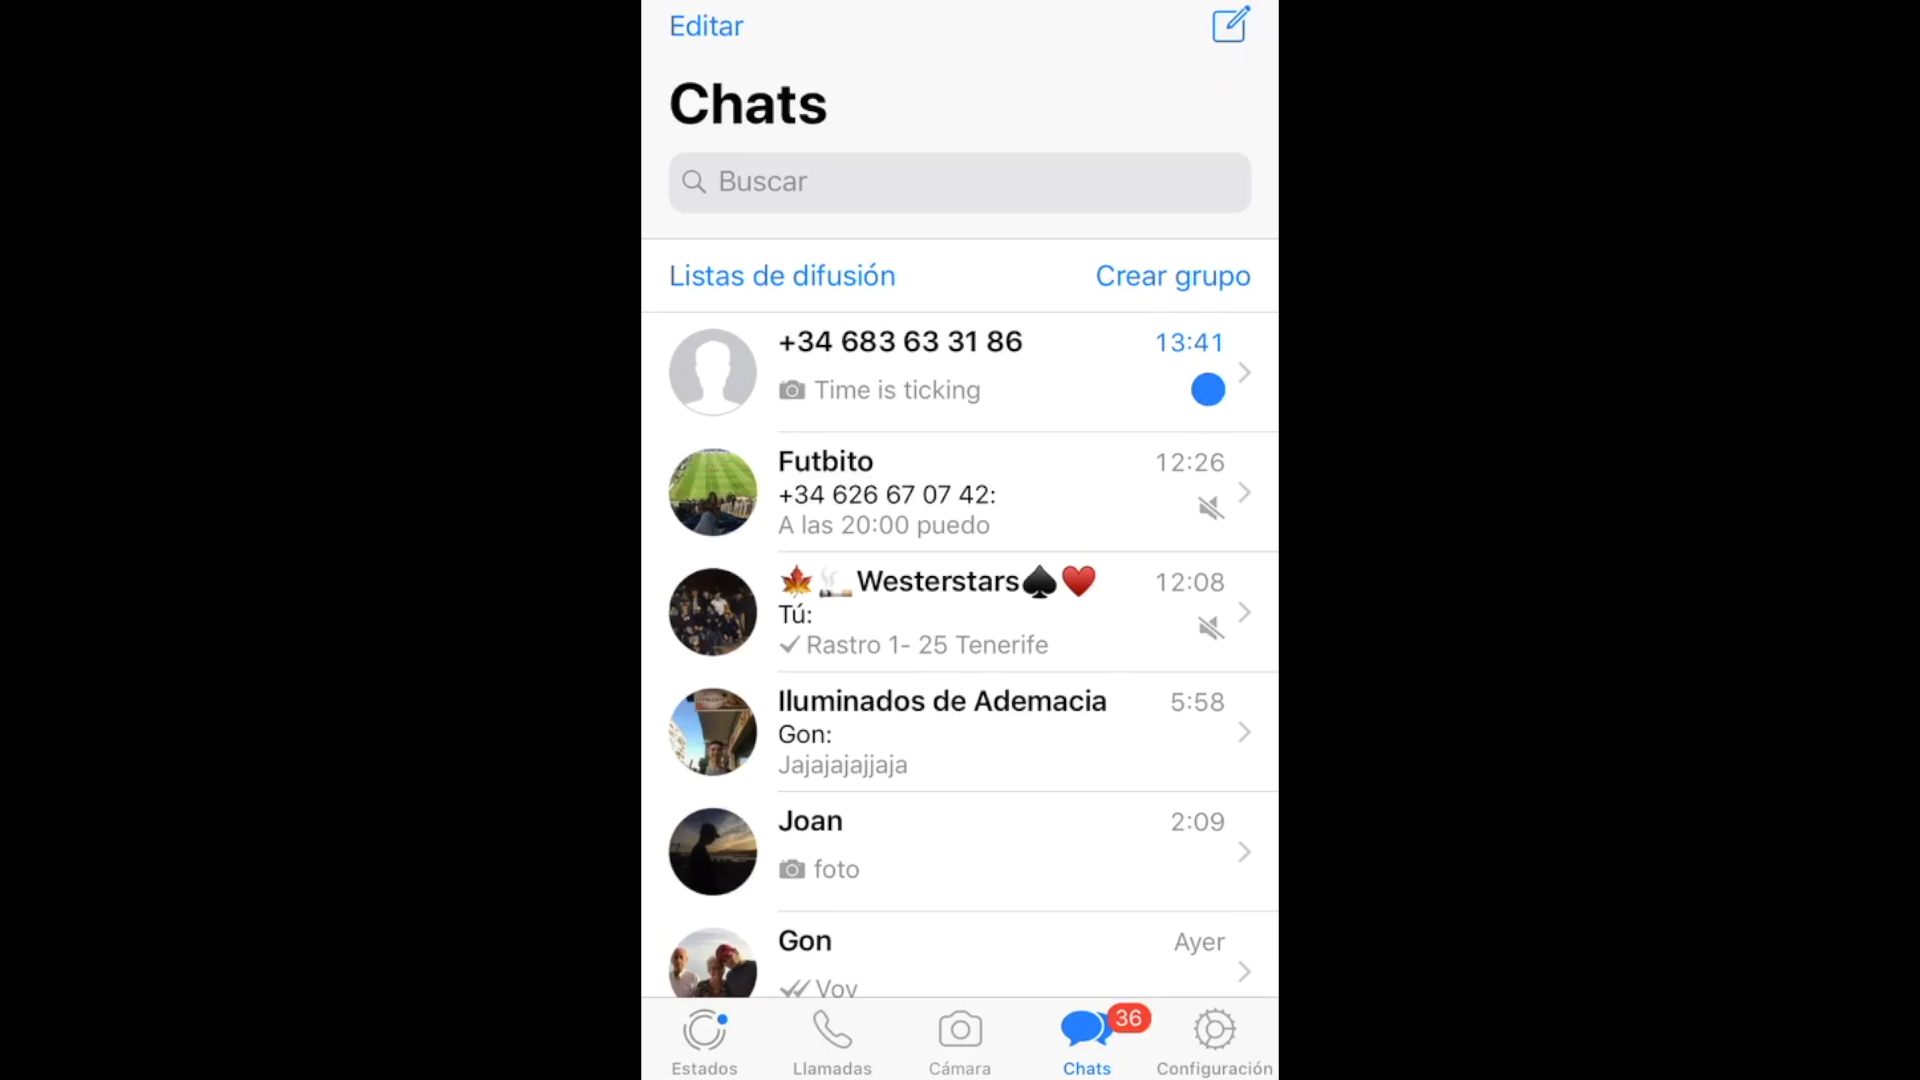 Editar
Chats
Buscar
Listas de difusión
Crear grupo
+34 683 63 31 86
13:41
Time is ticking
Futbito
12:26
+34 626 67 07 42:
A las 20:00 puedo
🍁🚬Westerstars♠️❤️
12:08
Tú:
Rastro 1- 25 Tenerife
Iluminados de Ademacia
5:58
Gon:
Jajajajajjaja
Joan
2:09
foto
Gon
Ayer
Voy
36
Estados
Llamadas
Cámara
Chats
Configuración